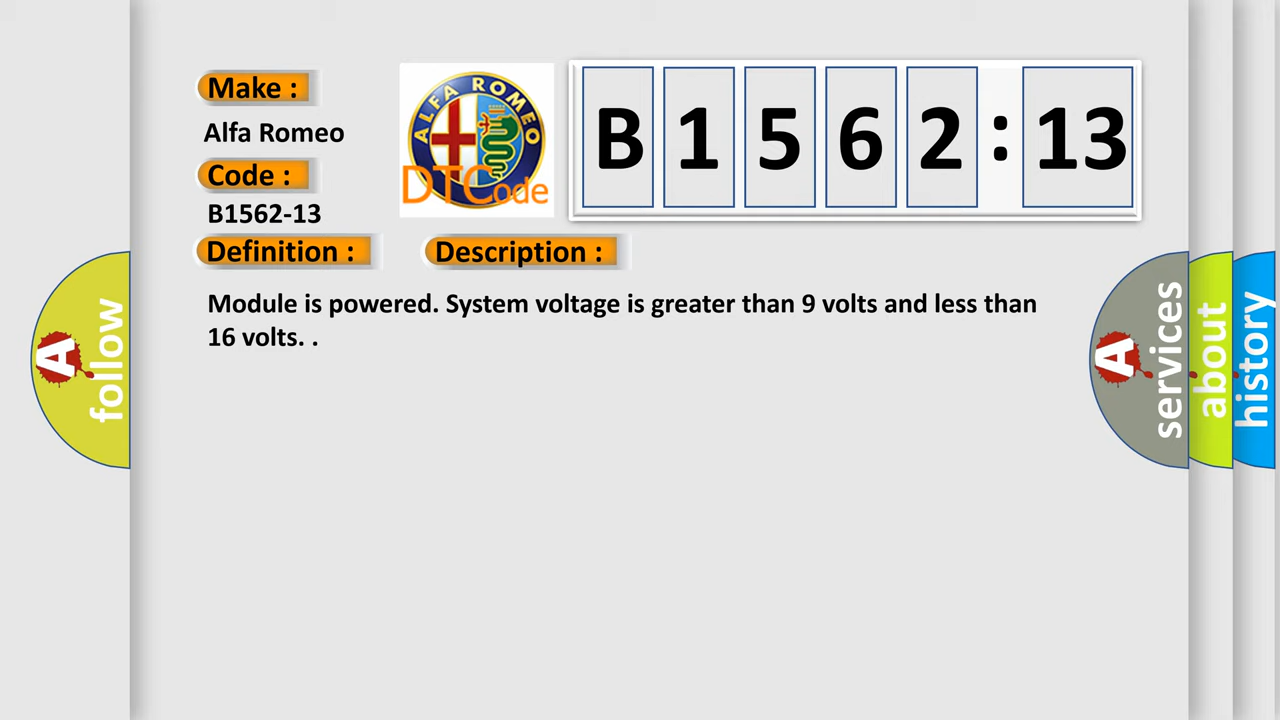 Make :
Alfa Romeo
Code :
B1562-13
Definition :
Description :
Module is powered. System voltage is greater than 9 volts and less than
16 volts. .
ALFA ROMEO
DTCode
B 1 5 6 2 : 13
A
follow
A
services
about
history